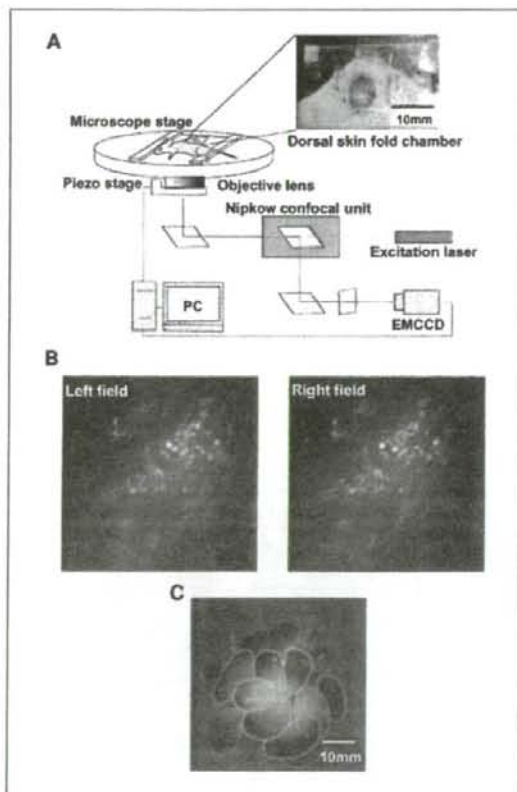 A
Microscope stage
10mm
Dorsal skin fold chamber
Piezo stage
Objective lens
Nipkow confocal unit
Excitation laser
PC
EMCCD
B
Left field
Right field
C
10mm